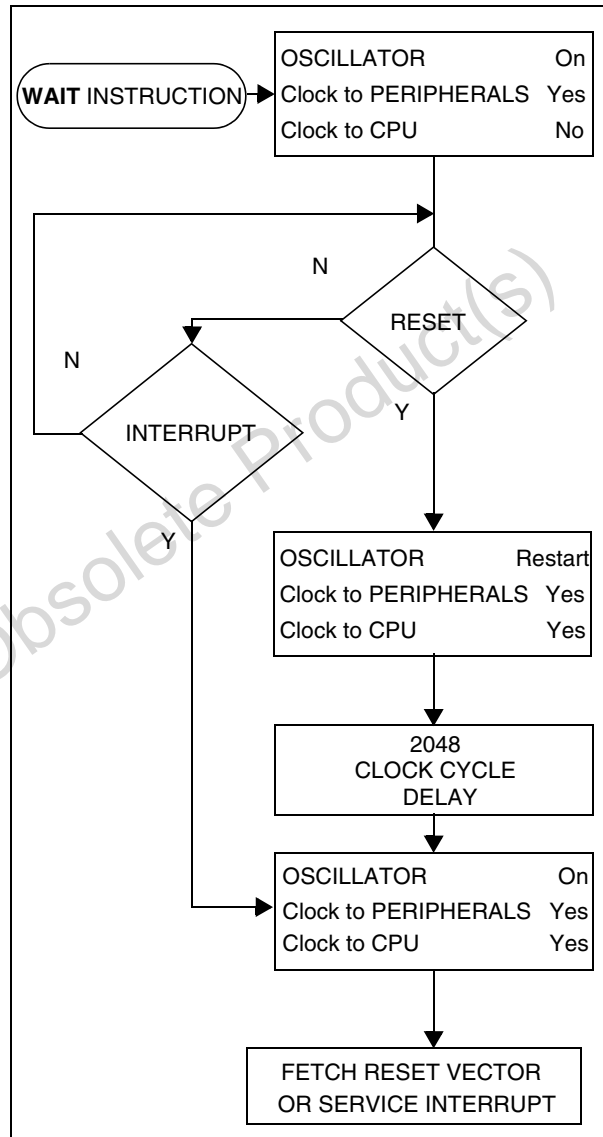 WAIT INSTRUCTION
OSCILLATOR On
Clock to PERIPHERALS Yes
Clock to CPU No
N
RESET
N
Y
INTERRUPT
Y
OSCILLATOR Restart
Clock to PERIPHERALS Yes
Clock to CPU Yes
2048
CLOCK CYCLE
DELAY
OSCILLATOR On
Clock to PERIPHERALS Yes
Clock to CPU Yes
FETCH RESET VECTOR
OR SERVICE INTERRUPT
Obsolete Product(s)